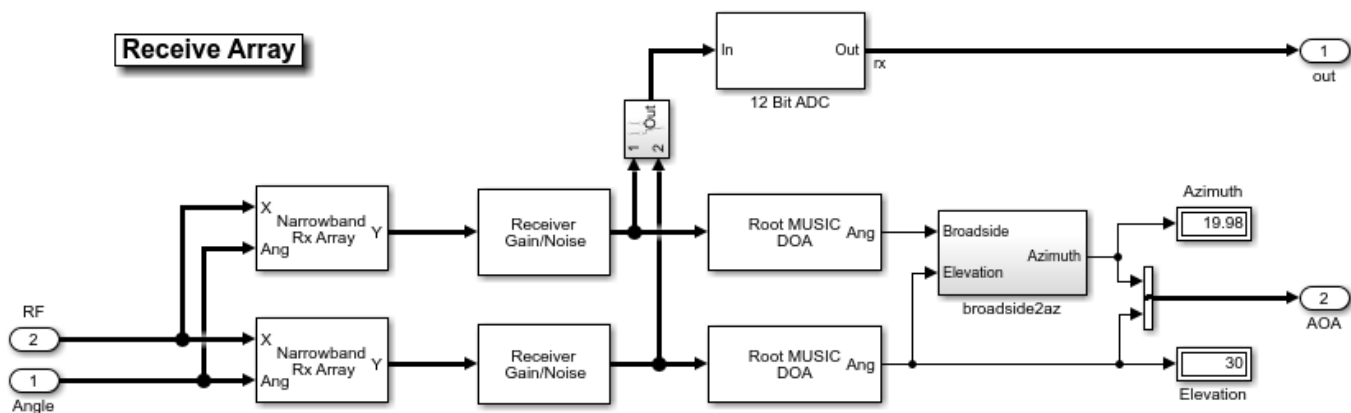 Receive Array
In
Out
rx
12 Bit ADC
1
out
Out
1
2
X
Ang
Narrowband
Rx Array
Y
Receiver
Gain/Noise
Root MUSIC
DOA
Ang
Broadside
Elevation
Azimuth
broadside2az
Azimuth
19.98
2
AOA
RF
2
1
Angle
X
Ang
Narrowband
Rx Array
Y
Receiver
Gain/Noise
Root MUSIC
DOA
Ang
30
Elevation